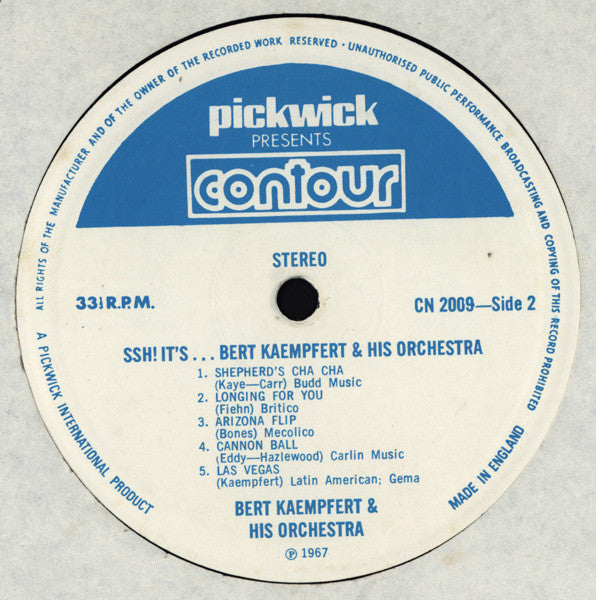 ALL RIGHTS OF THE MANUFACTURER AND OF THE OWNER OF THE RECORDED WORK RESERVED · UNAUTHORISED PUBLIC PERFORMANCE BROADCASTING AND COPYING OF THIS RECORD PROHIBITED
pickwick
PRESENTS
contour
STEREO
33⅓ R.P.M.
CN 2009—Side 2
SSH! IT'S . . . BERT KAEMPFERT & HIS ORCHESTRA
1. SHEPHERD'S CHA CHA
(Kaye—Carr) Budd Music
2. LONGING FOR YOU
(Fiehn) Britico
3. ARIZONA FLIP
(Bones) Mecolico
4. CANNON BALL
(Eddy—Hazlewood) Carlin Music
5. LAS VEGAS
(Kaempfert) Latin American; Gema
BERT KAEMPFERT &
HIS ORCHESTRA
℗ 1967
A PICKWICK INTERNATIONAL PRODUCT
MADE IN ENGLAND